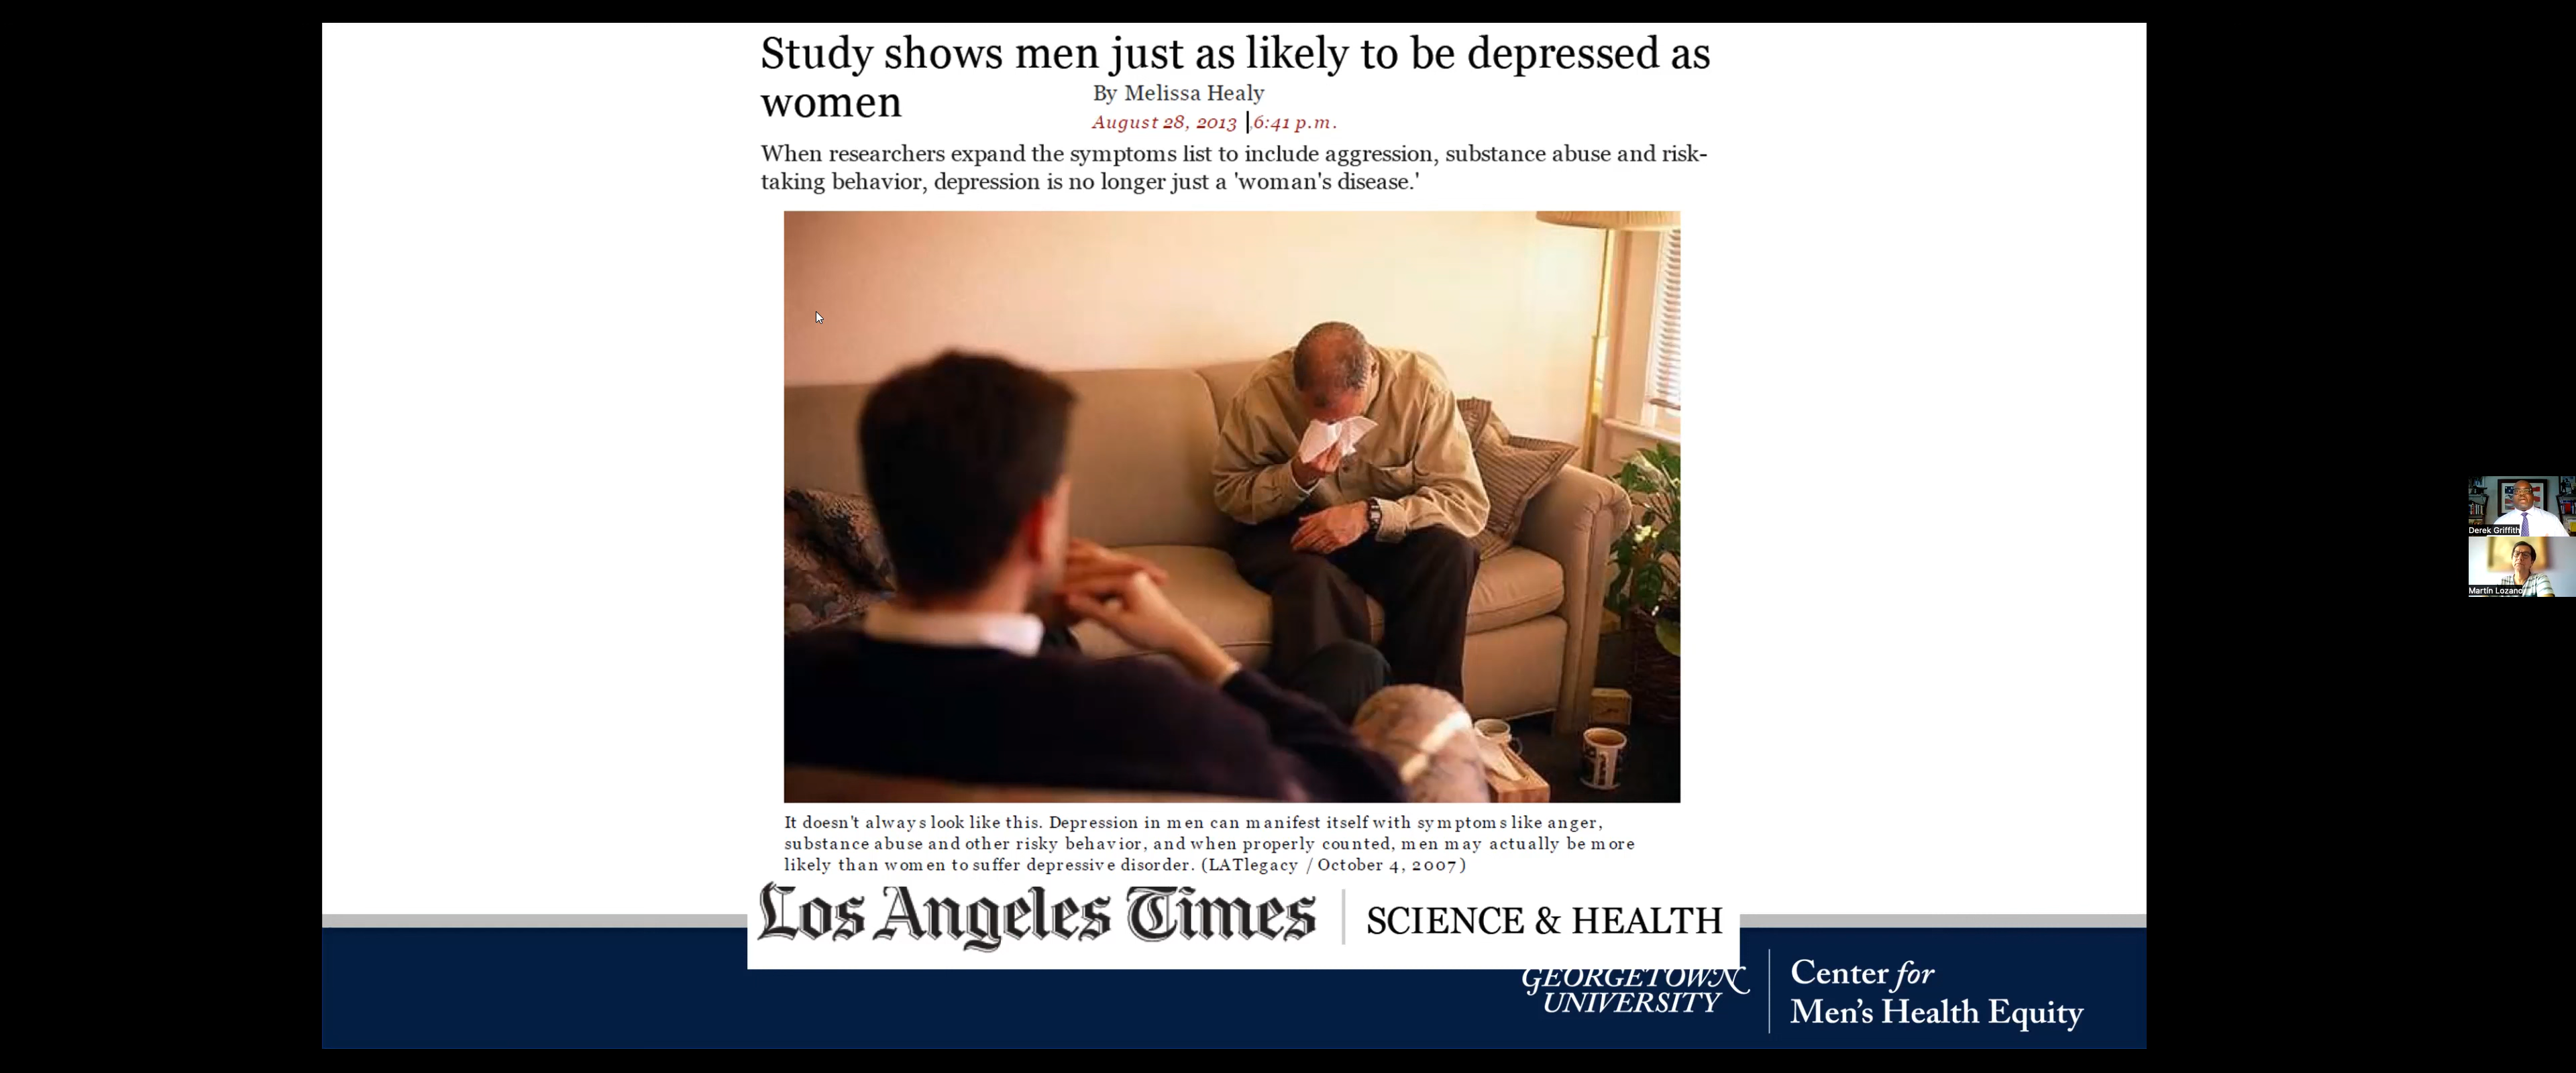 Study shows men just as likely to be depressed as
women
By Melissa Healy
August 28, 2013 | 6:41 p.m.
When researchers expand the symptoms list to include aggression, substance abuse and risk-
taking behavior, depression is no longer just a 'woman's disease.'
It doesn't always look like this. Depression in men can manifest itself with symptoms like anger,
substance abuse and other risky behavior, and when properly counted, men may actually be more
likely than women to suffer depressive disorder. (LATlegacy / October 4, 2007)
Los Angeles Times | SCIENCE & HEALTH
GEORGETOWN
UNIVERSITY
Center for
Men's Health Equity
Derek Griffith
Martín Lozano